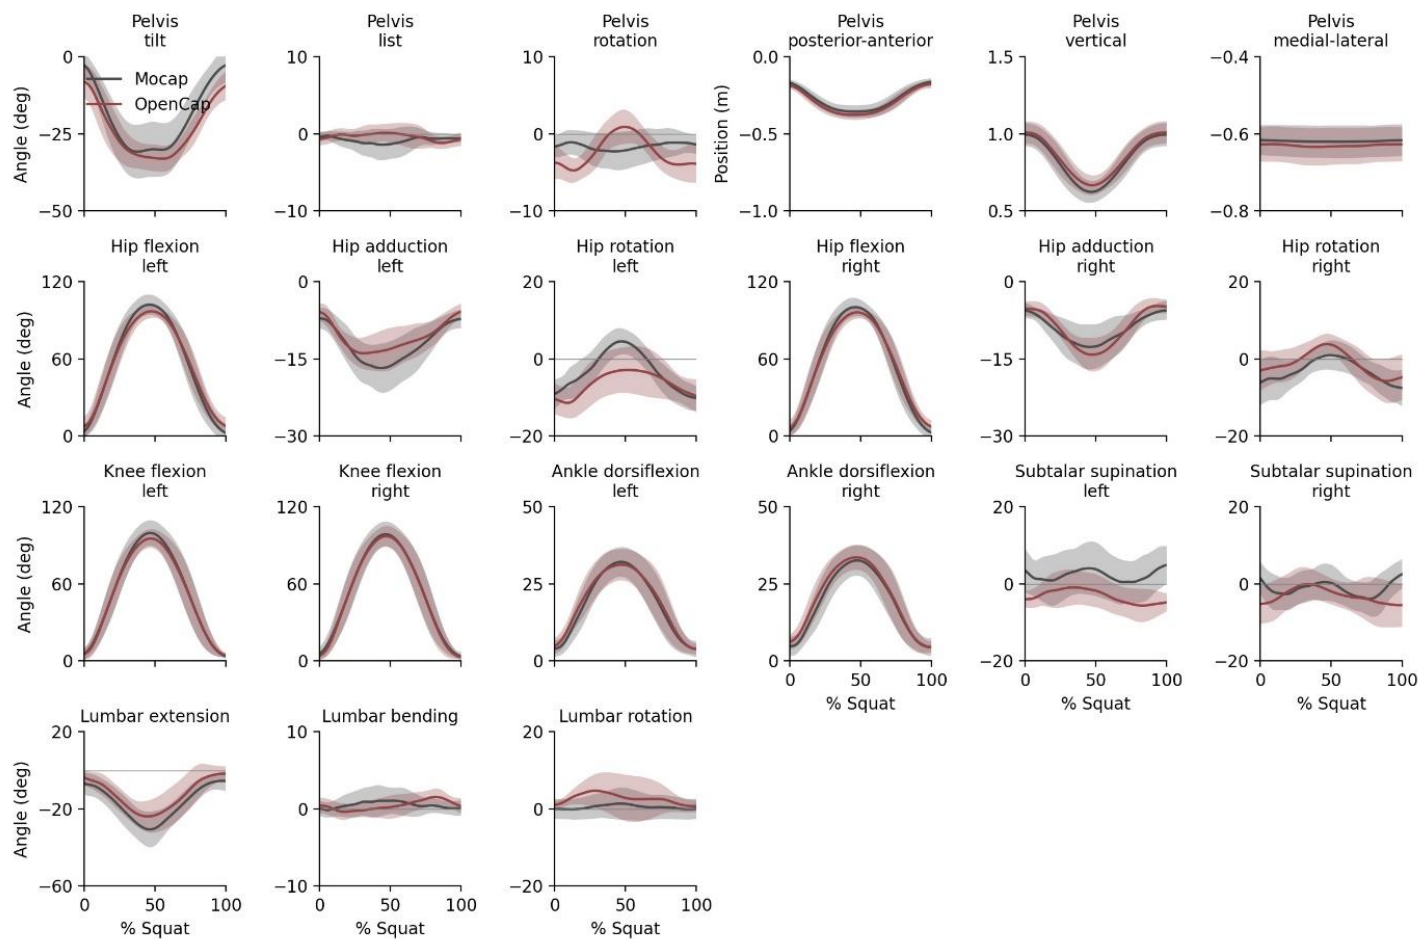 Pelvis
tilt
Pelvis
list
Pelvis
rotation
Pelvis
posterior-anterior
Pelvis
vertical
Pelvis
medial-lateral
Angle (deg)
0
−25
−50
Mocap
OpenCap
10
0
−10
10
0
−10
Position (m)
0.0
−0.5
−1.0
1.5
1.0
0.5
−0.4
−0.6
−0.8
Hip flexion
left
Hip adduction
left
Hip rotation
left
Hip flexion
right
Hip adduction
right
Hip rotation
right
Angle (deg)
120
60
0
0
−15
−30
20
0
−20
120
60
0
0
−15
−30
20
0
−20
Knee flexion
left
Knee flexion
right
Ankle dorsiflexion
left
Ankle dorsiflexion
right
Subtalar supination
left
Subtalar supination
right
Angle (deg)
120
60
0
120
60
0
50
25
0
50
25
0
20
0
−20
20
0
−20
0 50 100
% Squat
0 50 100
% Squat
0 50 100
% Squat
Lumbar extension
Lumbar bending
Lumbar rotation
Angle (deg)
20
0
−20
−60
10
0
−10
20
0
−20
0 50 100
% Squat
0 50 100
% Squat
0 50 100
% Squat